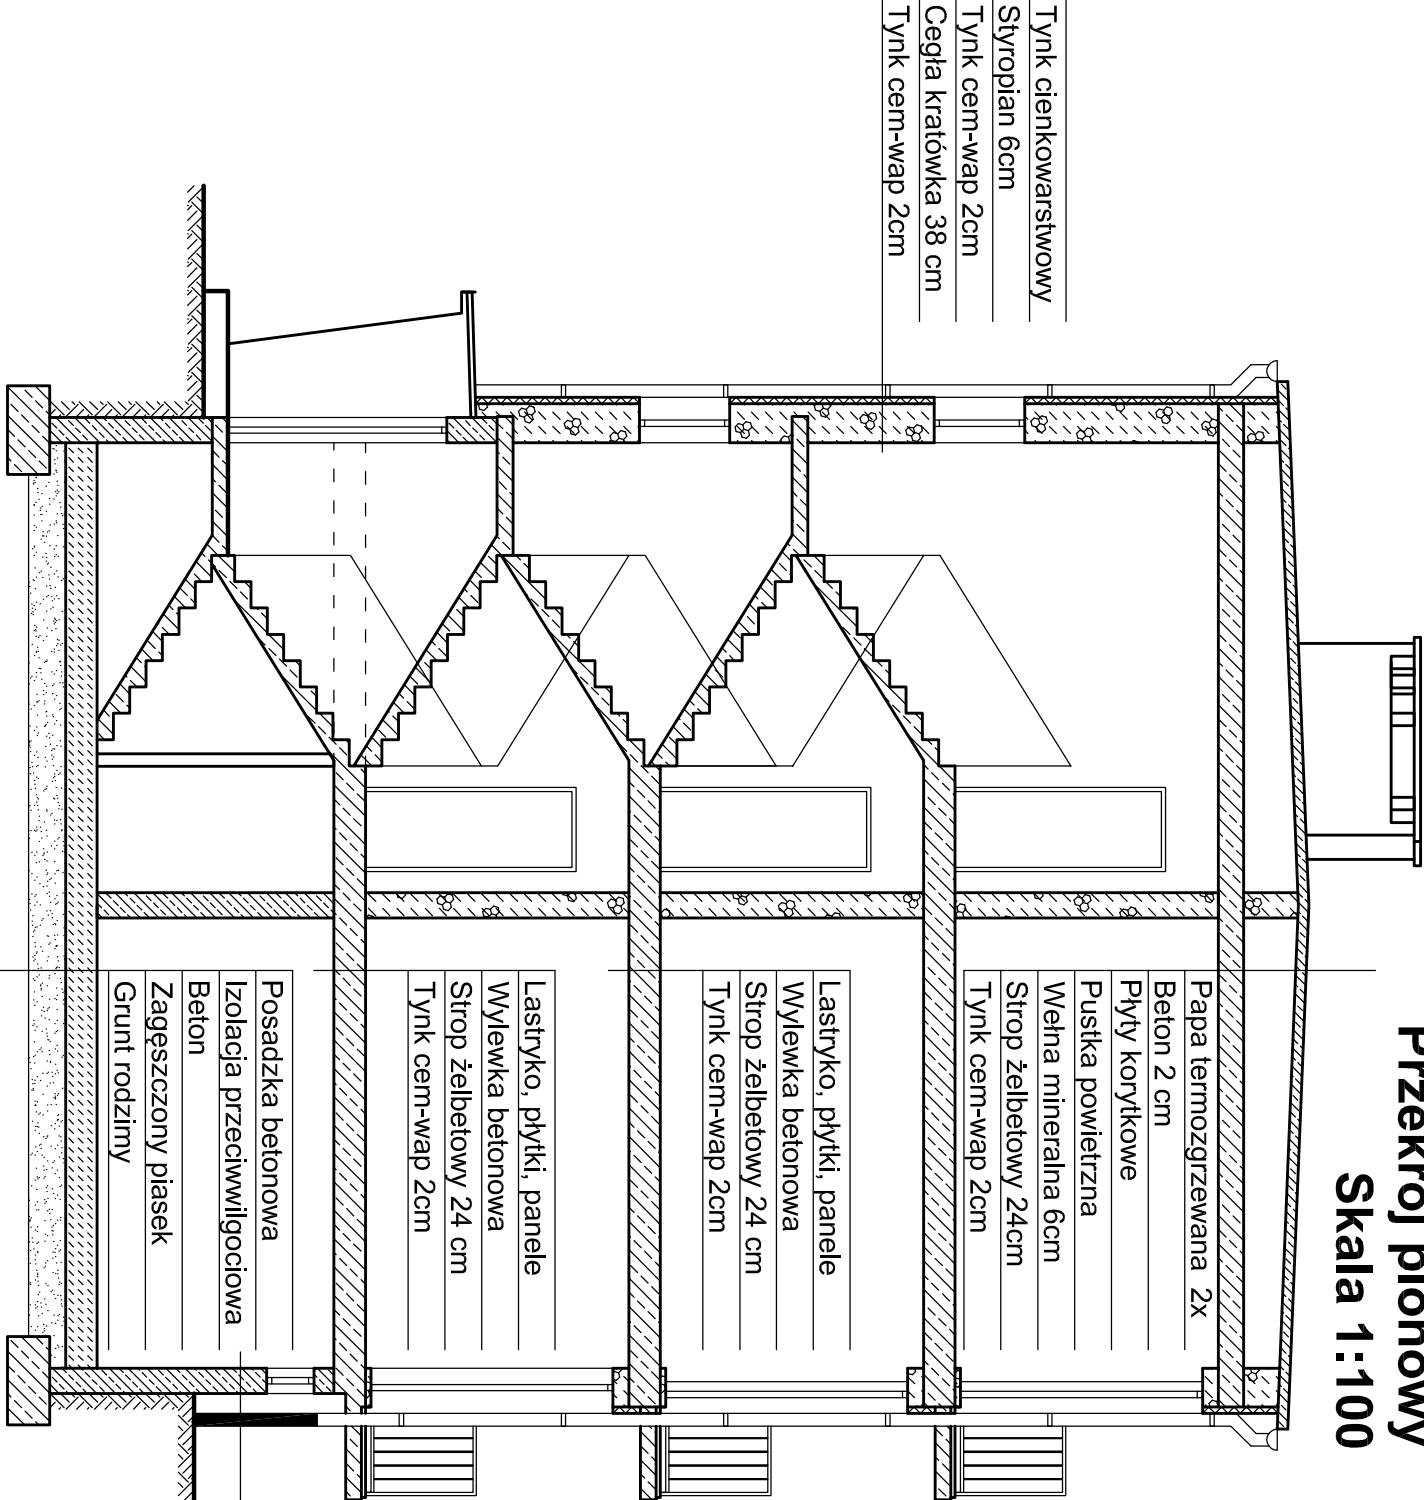 Przekrój pionowy
Skala 1:100
Tynk cienkowarstwowy
Styropian 6cm
Tynk cem-wap 2cm
Cegła kratówka 38 cm
Tynk cem-wap 2cm
Papa termozgrzewana 2x
Beton 2 cm
Płyty korytkowe
Pustka powietrzna
Wełna mineralna 6cm
Strop żelbetowy 24cm
Tynk cem-wap 2cm
Lastryko, płytki, panele
Wylewka betonowa
Strop żelbetowy 24 cm
Tynk cem-wap 2cm
Lastryko, płytki, panele
Wylewka betonowa
Strop żelbetowy 24 cm
Tynk cem-wap 2cm
Posadzka betonowa
Izolacja przeciwwilgociowa
Beton
Zagęszczony piasek
Grunt rodzimy